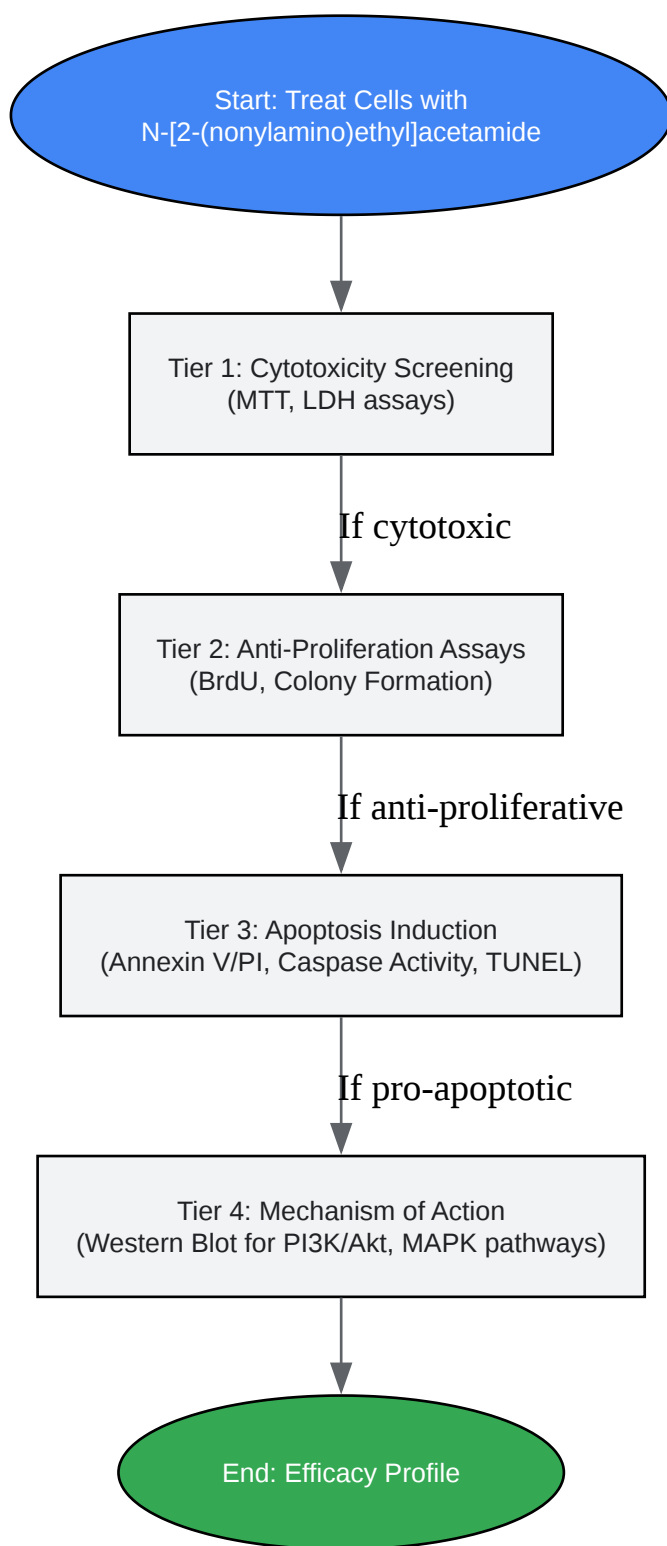 Start: Treat Cells with
N-[2-(nonylamino)ethyl]acetamide
Tier 1: Cytotoxicity Screening
(MTT, LDH assays)
If cytotoxic
Tier 2: Anti-Proliferation Assays
(BrdU, Colony Formation)
If anti-proliferative
Tier 3: Apoptosis Induction
(Annexin V/PI, Caspase Activity, TUNEL)
If pro-apoptotic
Tier 4: Mechanism of Action
(Western Blot for PI3K/Akt, MAPK pathways)
End: Efficacy Profile